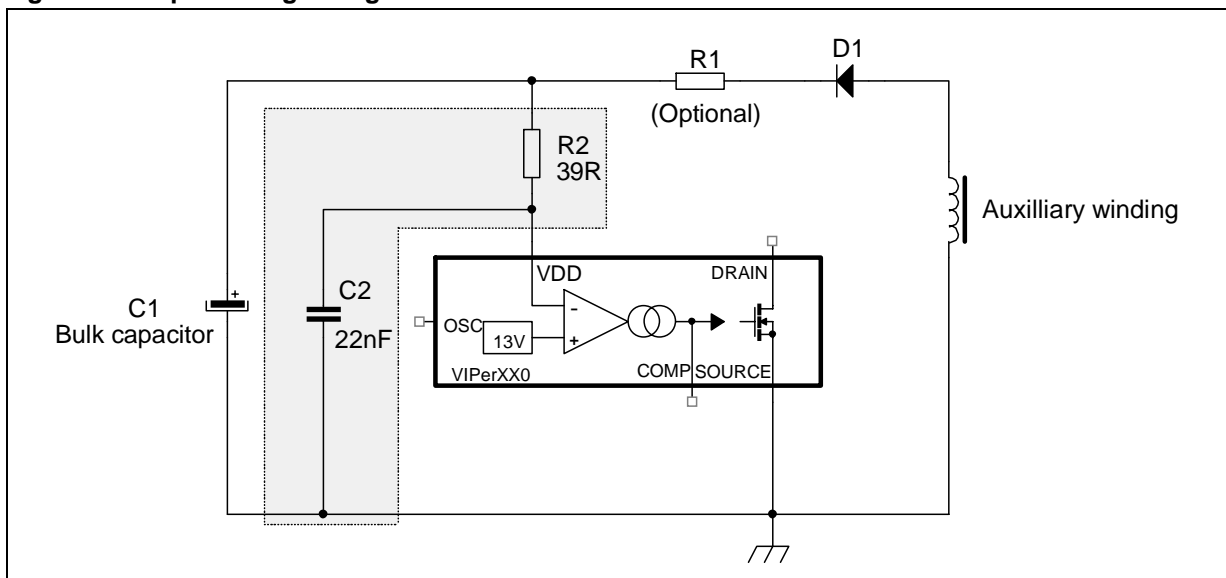 D1
R1
(Optional)
R2
39R
Auxilliary winding
VDD
DRAIN
C1
Bulk capacitor
+
C2
22nF
-
OSC
13V
+
COMP
SOURCE
VIPerXX0